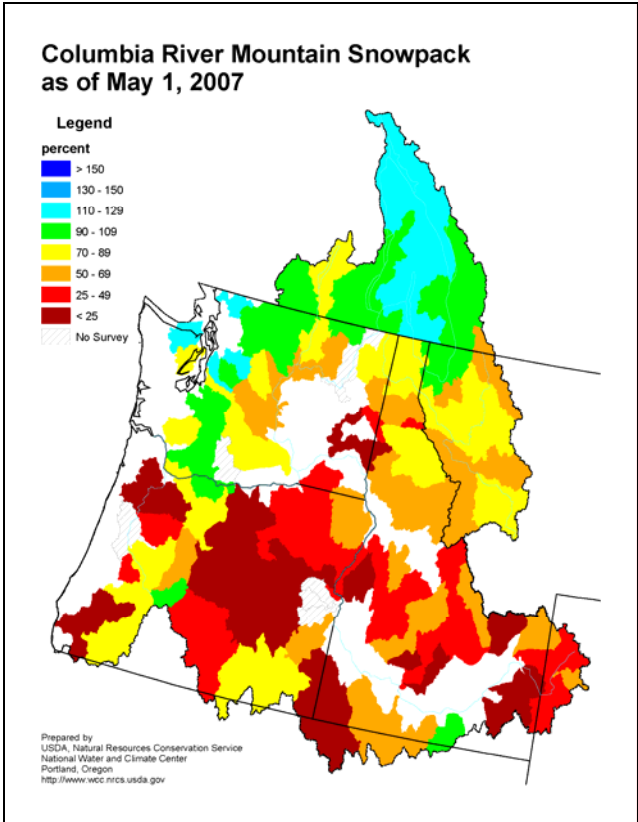 Columbia River Mountain Snowpack
as of May 1, 2007
Legend
percent
> 150
130 - 150
110 - 129
90 - 109
70 - 89
50 - 69
25 - 49
< 25
No Survey
Prepared by
USDA, Natural Resources Conservation Service
National Water and Climate Center
Portland, Oregon
http://www.wcc.nrcs.usda.gov